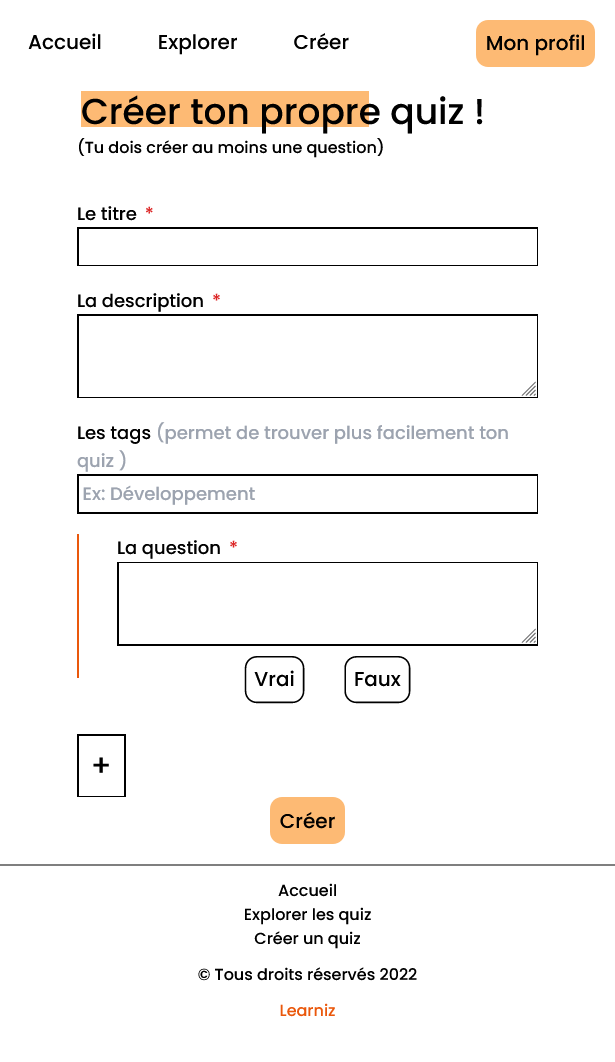 Accueil Explorer Créer Mon profil
Créer ton propre quiz !
(Tu dois créer au moins une question)
Le titre *
La description *
Les tags (permet de trouver plus facilement ton
quiz )
Ex: Développement
La question *
Vrai Faux
+
Créer
Accueil
Explorer les quiz
Créer un quiz
© Tous droits réservés 2022
Learniz